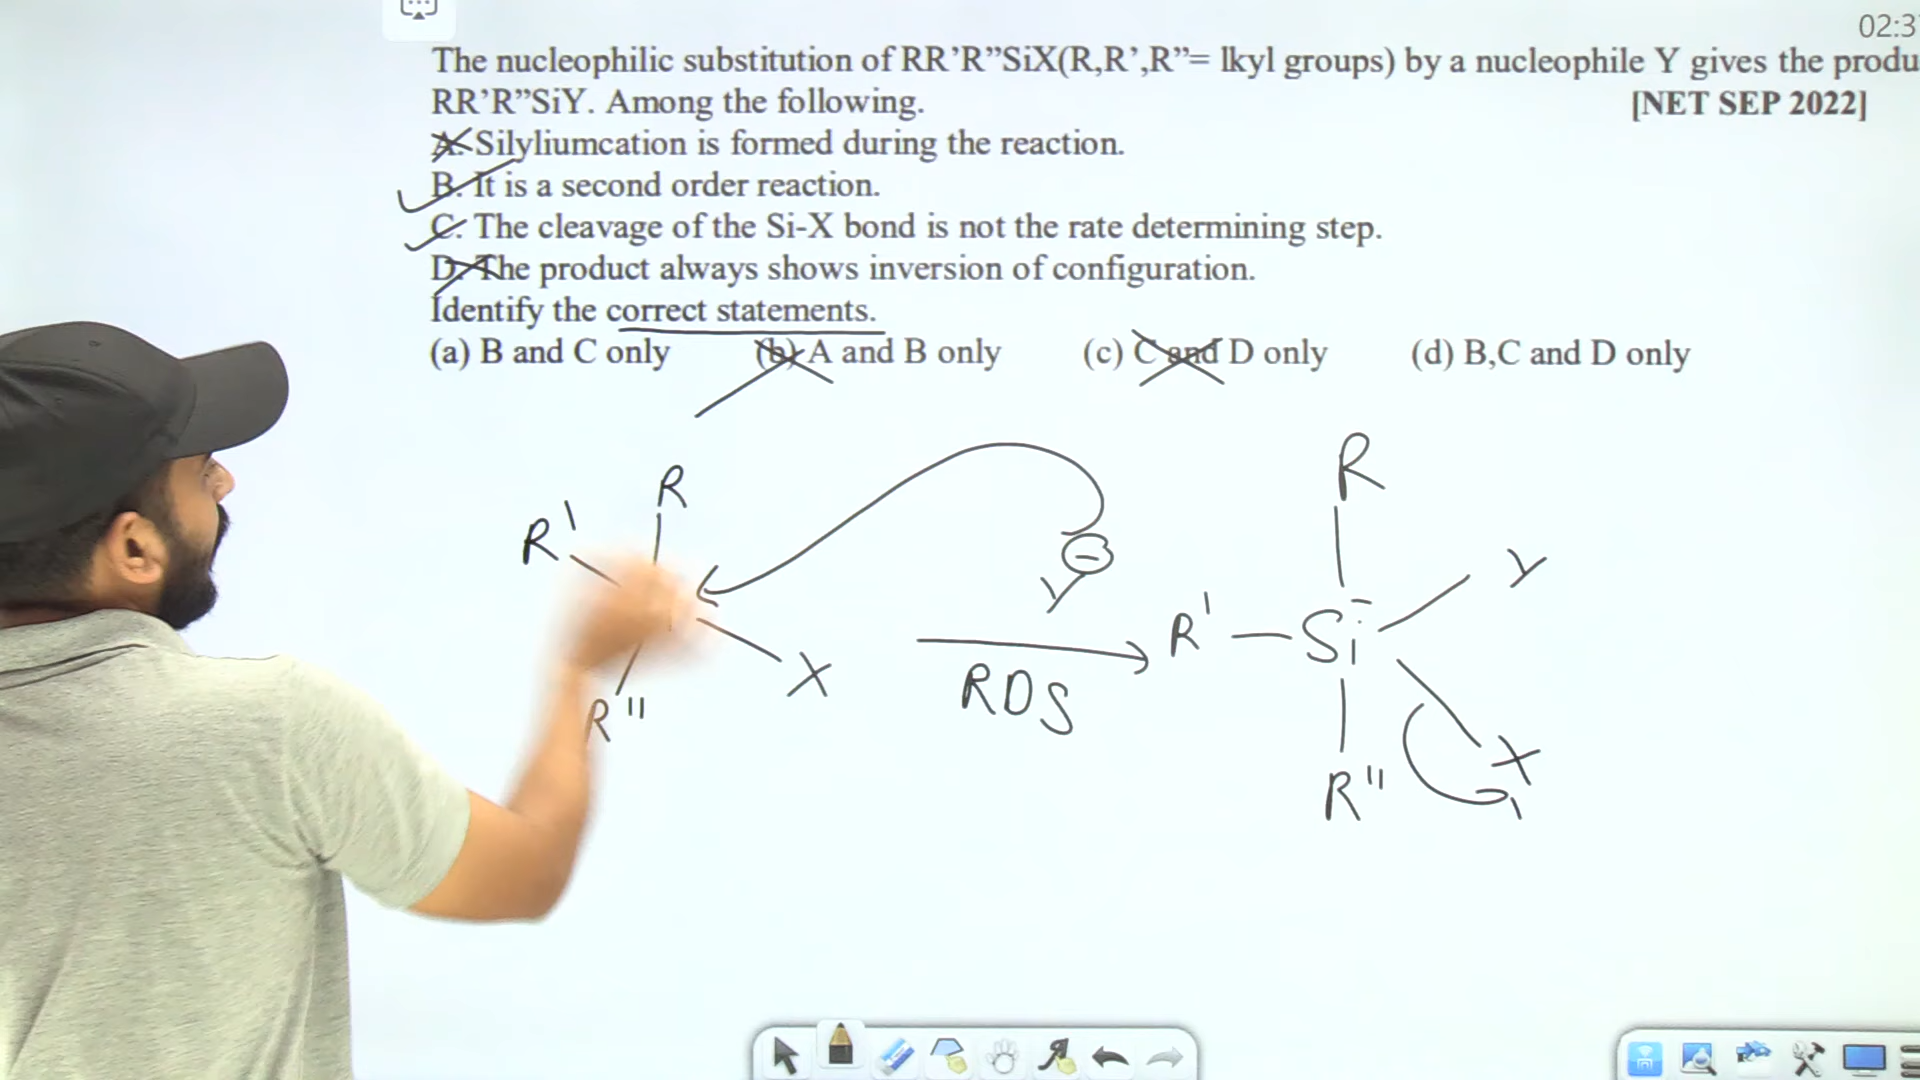 02:3
The nucleophilic substitution of RR’R”SiX(R,R’,R”= lkyl groups) by a nucleophile Y gives the produ
RR’R”SiY. Among the following.
[NET SEP 2022]
A. Silyliumcation is formed during the reaction.
B. It is a second order reaction.
C. The cleavage of the Si-X bond is not the rate determining step.
D. The product always shows inversion of configuration.
Identify the correct statements.
(a) B and C only (b) A and B only (c) C and D only (d) B,C and D only
R
R'
X
R"
Y
⊖
RDS
R
R' Si⁻ Y
X
R"